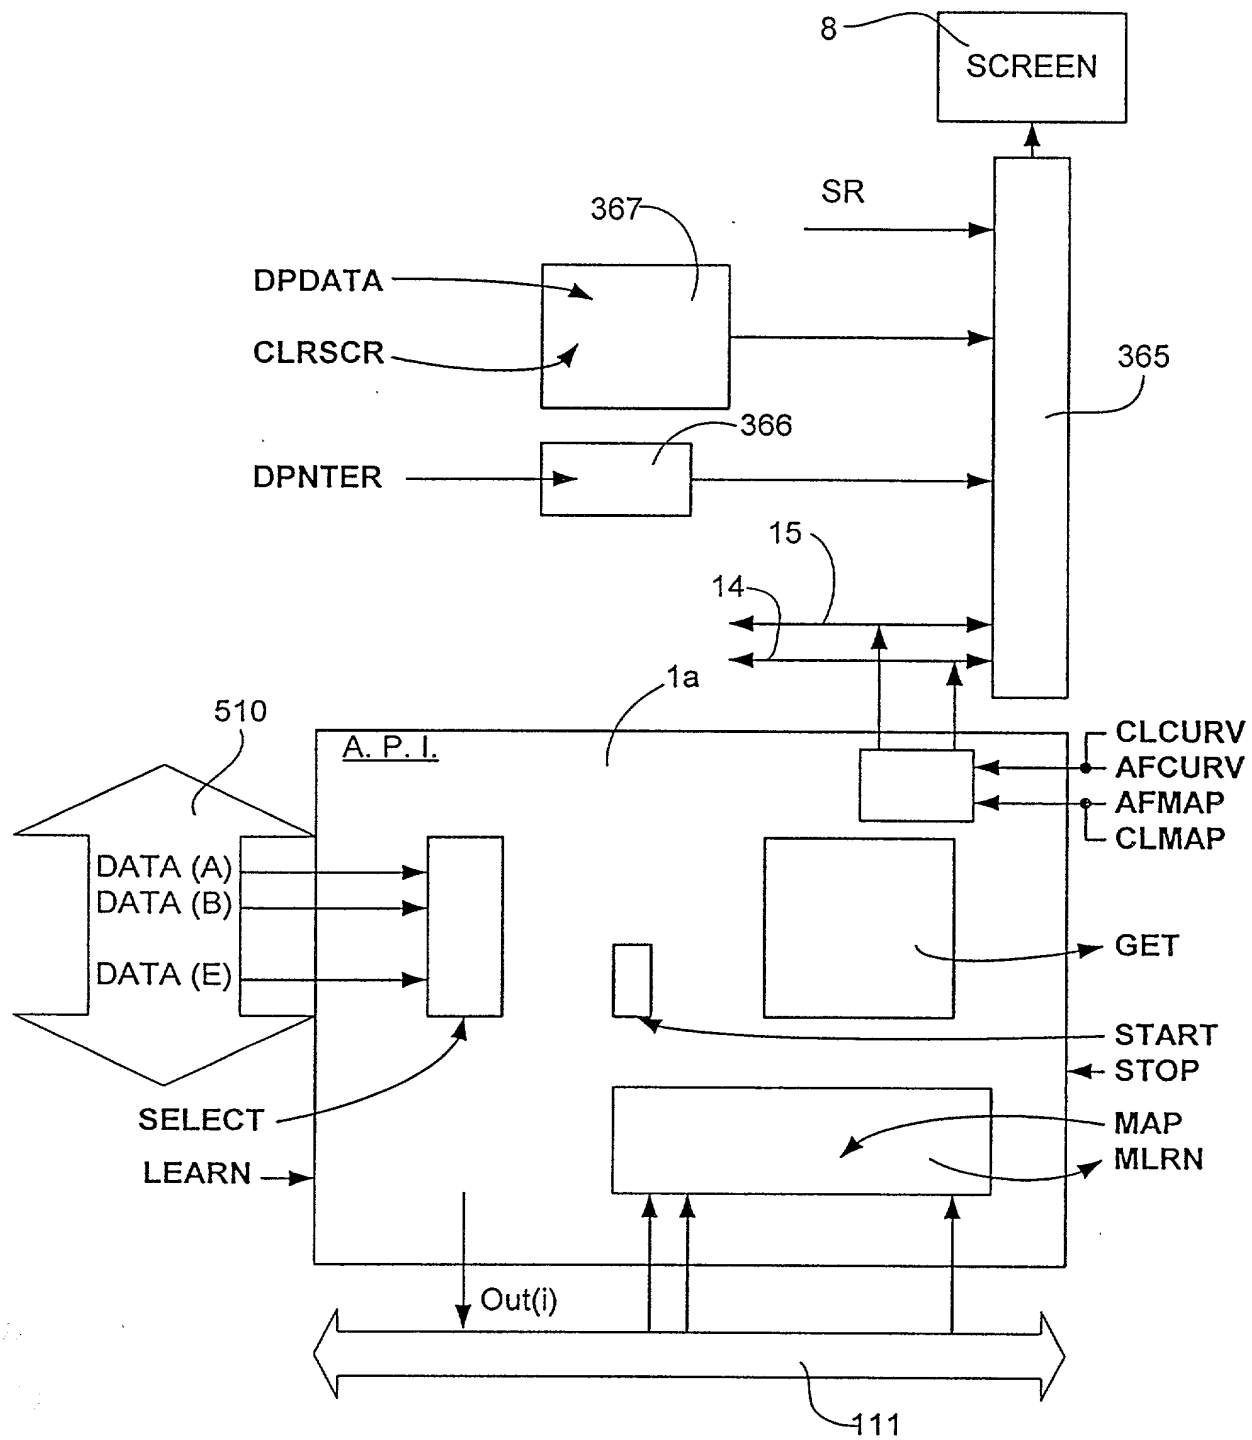 8
SCREEN
SR
367
DPDATA
CLRSCR
365
366
DPNTER
15
14
1a
510
A. P. I.
CLCURV
AFCURV
AFMAP
CLMAP
DATA (A)
DATA (B)
DATA (E)
GET
START
STOP
SELECT
MAP
LEARN
MLRN
Out(i)
111